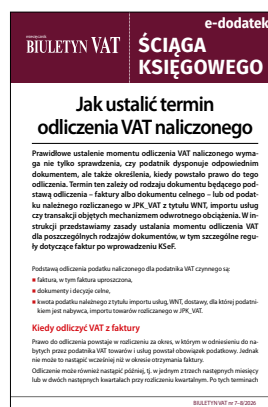 e-dodatek
miesięcznik
BIULETYN VAT
ŚCIĄGA
KSIĘGOWEGO
Jak ustalić termin
odliczenia VAT naliczonego
Prawidłowe ustalenie momentu odliczenia VAT naliczonego wyma-
ga nie tylko sprawdzenia, czy podatnik dysponuje odpowiednim
dokumentem, ale także określenia, kiedy powstało prawo do tego
odliczenia. Termin ten zależy od rodzaju dokumentu będącego pod-
stawą odliczenia – faktury albo dokumentu celnego – lub od podat-
ku należnego rozliczanego w JPK_VAT z tytułu od WNT, importu usług
czy transakcji objętych mechanizmem odwrotnego obciążenia. W in-
strukcji przedstawiamy zasady ustalania momentu odliczenia VAT
dla poszczególnych rodzajów dokumentów, w tym szczególne regu-
ły dotyczące faktur po wprowadzeniu KSeF.
Podstawą odliczenia podatku naliczonego dla podatnika VAT czynnego są:
■ faktura, w tym faktura uproszczona,
■ dokumenty i decyzje celne,
■ kwota podatku należnego z tytułu importu usług, WNT, dostawy, dla której podatni-
kiem jest nabywca, importu towarów rozliczanego w JPK_VAT.
Kiedy odliczyć VAT z faktury
Prawo do odliczenia powstaje w rozliczeniu za okres, w którym w odniesieniu do na-
bytych przez podatnika VAT towarów i usług powstał obowiązek podatkowy. Jednak
nie może to nastąpić wcześniej niż w okresie otrzymania faktury.
Odliczenie może również nastąpić później, tj. w jednym z trzech następnych miesięcy
lub w dwóch następnych kwartałach przy rozliczeniu kwartalnym. Po tych terminach
BIULETYN VAT nr 7–8/2026